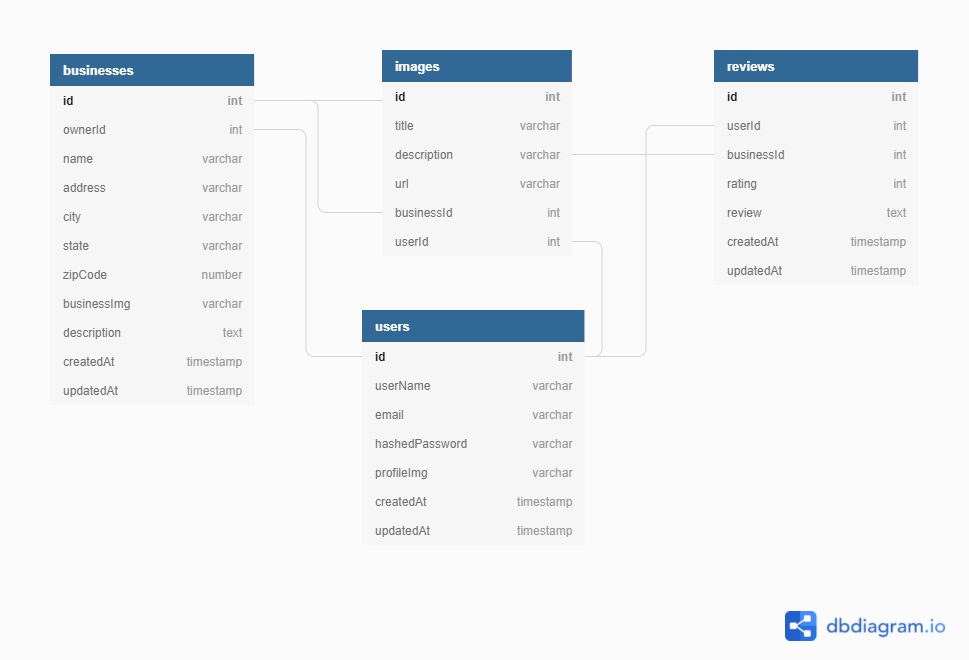 businesses
id int
ownerId int
name varchar
address varchar
city varchar
state varchar
zipCode number
businessImg varchar
description text
createdAt timestamp
updatedAt timestamp
images
id int
title varchar
description varchar
url varchar
businessId int
userId int
reviews
id int
userId int
businessId int
rating int
review text
createdAt timestamp
updatedAt timestamp
users
id int
userName varchar
email varchar
hashedPassword varchar
profileImg varchar
createdAt timestamp
updatedAt timestamp
dbdiagram.io